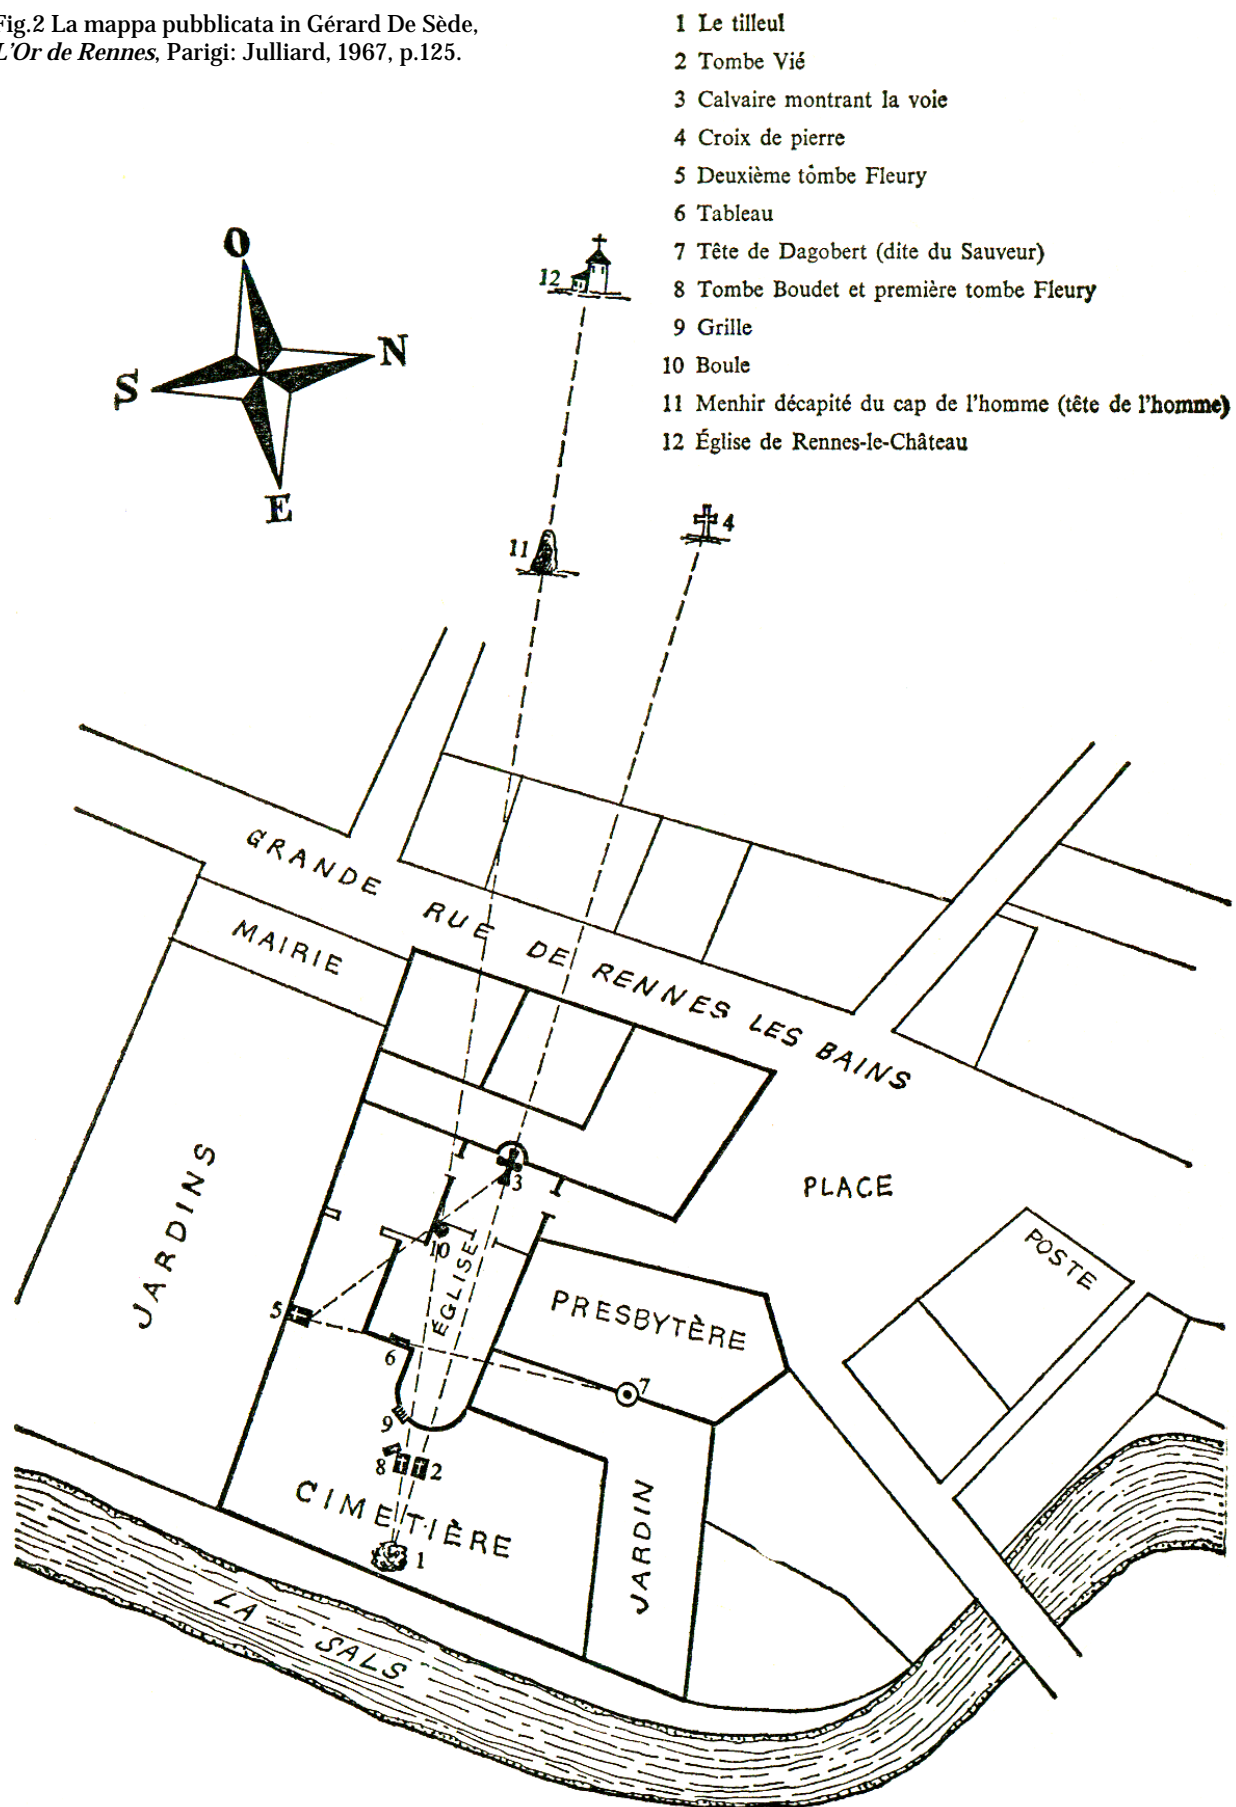 Fig.2 La mappa pubblicata in Gérard De Sède,
L'Or de Rennes, Parigi: Julliard, 1967, p.125.
1 Le tilleul
2 Tombe Vié
3 Calvaire montrant la voie
4 Croix de pierre
5 Deuxième tômbe Fleury
6 Tableau
7 Tête de Dagobert (dite du Sauveur)
8 Tombe Boudet et première tombe Fleury
9 Grille
10 Boule
11 Menhir décapité du cap de l'homme (tête de l'homme)
12 Église de Rennes-le-Château
O
N
S
E
12
11
4
GRANDE RUE DE RENNES LES BAINS
MAIRIE
JARDINS
PLACE
3
10
ÉGLISE
POSTE
PRESBYTÈRE
5
6
7
9
8
2
CIMETIÈRE
JARDIN
1
LA SALS